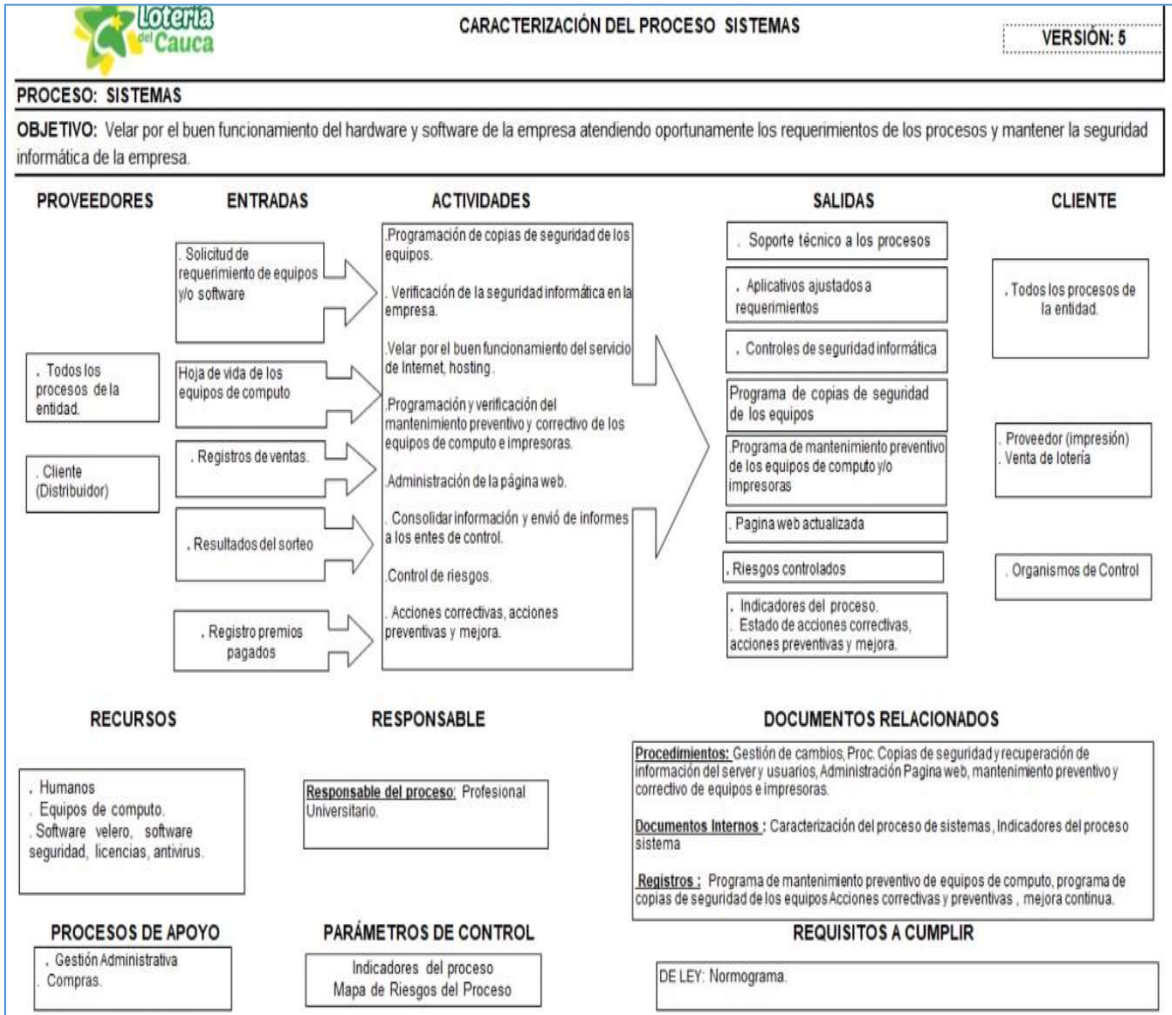 Lotería
del Cauca
CARACTERIZACIÓN DEL PROCESO SISTEMAS
VERSIÓN: 5
PROCESO: SISTEMAS
OBJETIVO: Velar por el buen funcionamiento del hardware y software de la empresa atendiendo oportunamente los requerimientos de los procesos y mantener la seguridad
informática de la empresa.
PROVEEDORES
. Todos los
procesos de la
entidad.
. Cliente
(Distribuidor)
ENTRADAS
. Solicitud de
requerimiento de equipos
y/o software
Hoja de vida de los
equipos de computo
. Registros de ventas.
. Resultados del sorteo
. Registro premios
pagados
ACTIVIDADES
.Programación de copias de seguridad de los
equipos.
. Verificación de la seguridad informática en la
empresa.
.Velar por el buen funcionamiento del servicio
de Internet, hosting.
.Programación y verificación del
mantenimiento preventivo y correctivo de los
equipos de computo e impresoras.
.Administración de la página web.
. Consolidar información y envió de informes
a los entes de control.
.Control de riesgos.
. Acciones correctivas, acciones
preventivas y mejora.
SALIDAS
. Soporte técnico a los procesos
. Aplicativos ajustados a
requerimientos
. Controles de seguridad informática
Programa de copias de seguridad
de los equipos
.Programa de mantenimiento preventivo
de los equipos de computo y/o
impresoras
. Pagina web actualizada
. Riesgos controlados
. Indicadores del proceso.
. Estado de acciones correctivas,
acciones preventivas y mejora.
CLIENTE
. Todos los procesos de
la entidad.
. Proveedor (impresión)
. Venta de lotería
. Organismos de Control
RECURSOS
. Humanos
. Equipos de computo.
. Software velero, software
seguridad, licencias, antivirus.
RESPONSABLE
Responsable del proceso: Profesional
Universitario.
DOCUMENTOS RELACIONADOS
Procedimientos: Gestión de cambios, Proc. Copias de seguridad y recuperación de
información del server y usuarios, Administración Pagina web, mantenimiento preventivo y
correctivo de equipos e impresoras.
Documentos Internos : Caracterización del proceso de sistemas, Indicadores del proceso
sistema
Registros : Programa de mantenimiento preventivo de equipos de computo, programa de
copias de seguridad de los equipos Acciones correctivas y preventivas , mejora continua.
PROCESOS DE APOYO
. Gestión Administrativa
. Compras.
PARÁMETROS DE CONTROL
Indicadores del proceso
Mapa de Riesgos del Proceso
REQUISITOS A CUMPLIR
DE LEY: Normograma.